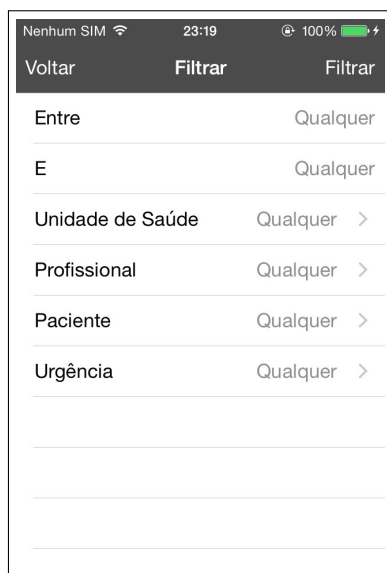 Nenhum SIM 23:19 100%
Voltar Filtrar Filtrar
Entre Qualquer
E Qualquer
Unidade de Saúde Qualquer
Profissional Qualquer
Paciente Qualquer
Urgência Qualquer